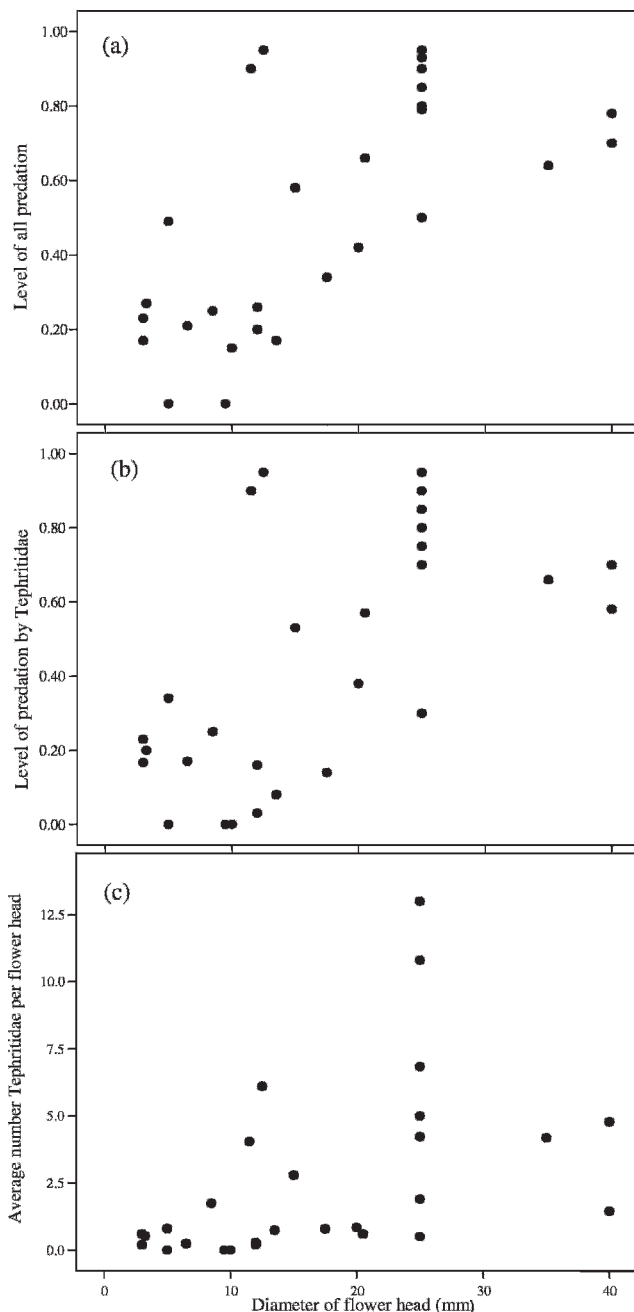 (a)
Level of all predation
1.00
0.80
0.60
0.40
0.20
0.00
(b)
Level of predation by Tephritidae
1.00
0.80
0.60
0.40
0.20
0.00
(c)
Average number Tephritidae per flower head
12.5
10.0
7.5
5.0
2.5
0.0
0 10 20 30 40
Diameter of flower head (mm)